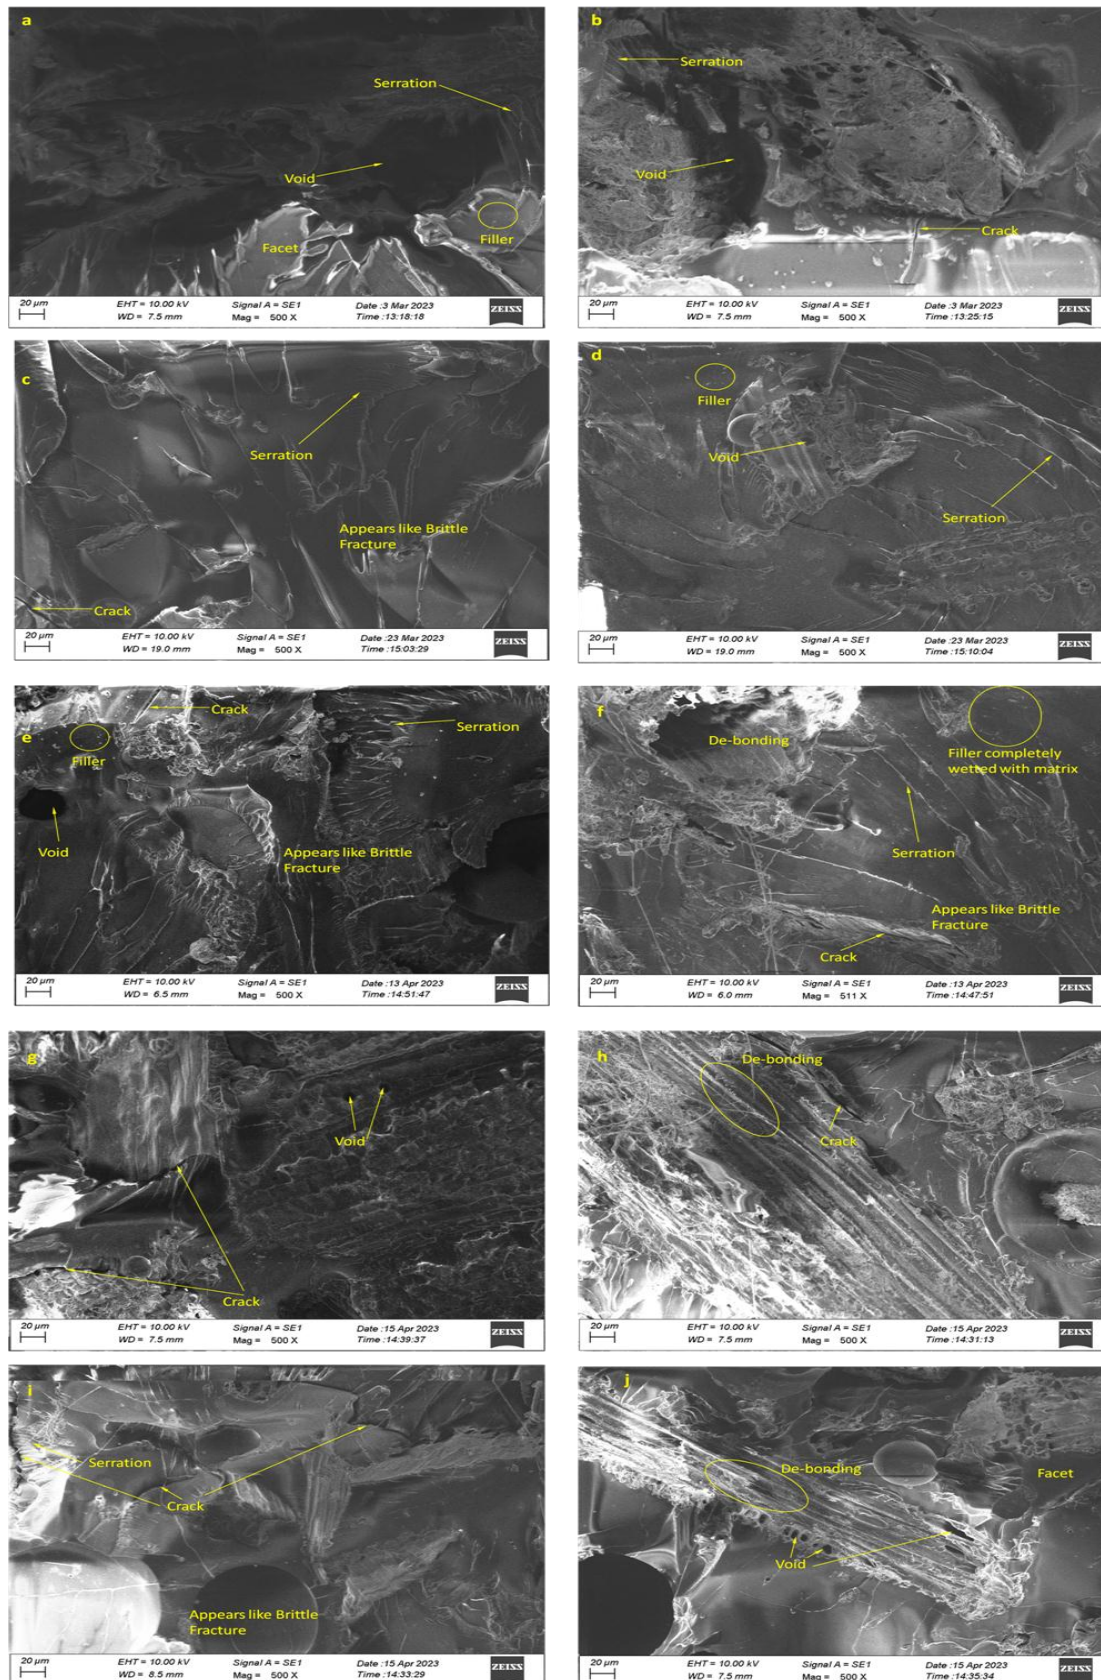 a
Serration
Void
Facet
Filler
20 µm
EHT = 10.00 kV
Signal A = SE1
Date :3 Mar 2023
WD = 7.5 mm
Mag = 500 X
Time :13:18:18
ZEISS
b
Serration
Void
Crack
20 µm
EHT = 10.00 kV
Signal A = SE1
Date :3 Mar 2023
WD = 7.5 mm
Mag = 500 X
Time :13:25:15
ZEISS
c
Serration
Appears like Brittle
Fracture
Crack
20 µm
EHT = 10.00 kV
Signal A = SE1
Date :23 Mar 2023
WD = 19.0 mm
Mag = 500 X
Time :15:03:29
ZEISS
d
Filler
Void
Serration
20 µm
EHT = 10.00 kV
Signal A = SE1
Date :23 Mar 2023
WD = 19.0 mm
Mag = 500 X
Time :15:10:04
ZEISS
Crack
e
Serration
Filler
Void
Appears like Brittle
Fracture
20 µm
EHT = 10.00 kV
Signal A = SE1
Date :13 Apr 2023
WD = 6.5 mm
Mag = 500 X
Time :14:51:47
ZEISS
f
De-bonding
Filler completely
wetted with matrix
Serration
Appears like Brittle
Fracture
Crack
20 µm
EHT = 10.00 kV
Signal A = SE1
Date :13 Apr 2023
WD = 6.0 mm
Mag = 511 X
Time :14:47:51
ZEISS
g
Void
Crack
20 µm
EHT = 10.00 kV
Signal A = SE1
Date :15 Apr 2023
WD = 7.5 mm
Mag = 500 X
Time :14:39:37
ZEISS
h
De-bonding
Crack
20 µm
EHT = 10.00 kV
Signal A = SE1
Date :15 Apr 2023
WD = 7.5 mm
Mag = 500 X
Time :14:31:13
ZEISS
i
Serration
Crack
Appears like Brittle
Fracture
20 µm
EHT = 10.00 kV
Signal A = SE1
Date :15 Apr 2023
WD = 8.5 mm
Mag = 500 X
Time :14:33:29
ZEISS
j
De-bonding
Facet
Void
20 µm
EHT = 10.00 kV
Signal A = SE1
Date :15 Apr 2023
WD = 7.5 mm
Mag = 500 X
Time :14:35:34
ZEISS